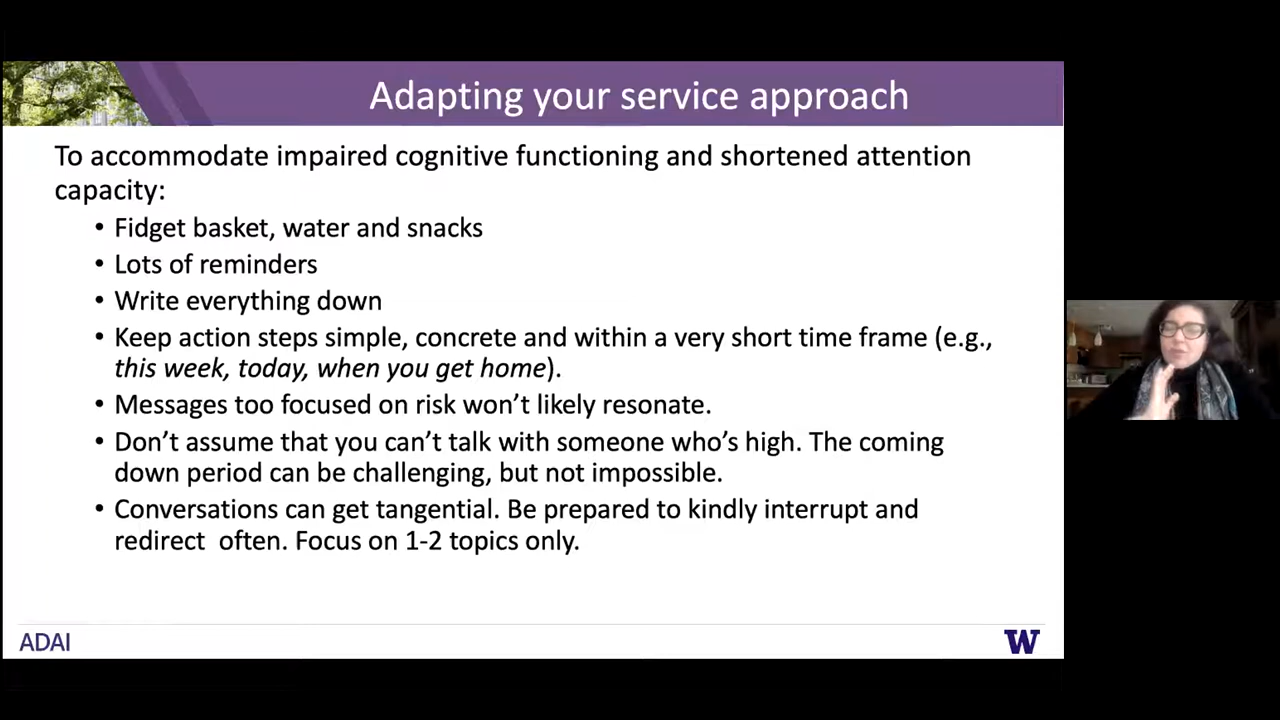 Adapting your service approach
To accommodate impaired cognitive functioning and shortened attention
capacity:
• Fidget basket, water and snacks
• Lots of reminders
• Write everything down
• Keep action steps simple, concrete and within a very short time frame (e.g.,
this week, today, when you get home).
• Messages too focused on risk won’t likely resonate.
• Don’t assume that you can’t talk with someone who’s high. The coming
down period can be challenging, but not impossible.
• Conversations can get tangential. Be prepared to kindly interrupt and
redirect  often. Focus on 1-2 topics only.
ADAI
W